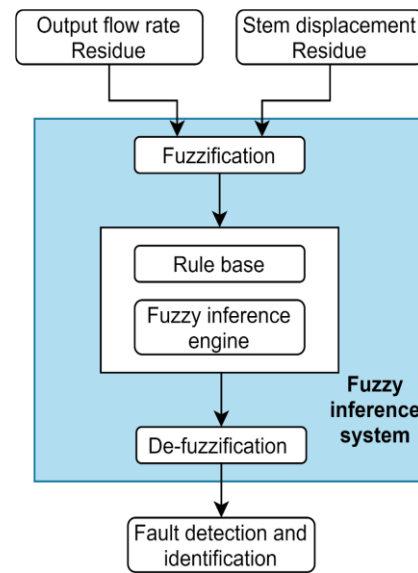 Output flow rate
Residue
Stem displacement
Residue
Fuzzification
Rule base
Fuzzy inference
engine
Fuzzy
inference
system
De-fuzzification
Fault detection and
identification